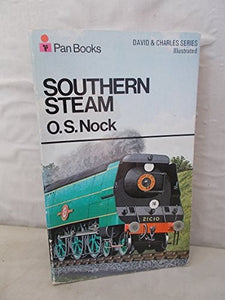 Pan Books
DAVID & CHARLES SERIES
Illustrated
SOUTHERN
STEAM
O.S. Nock
21C10